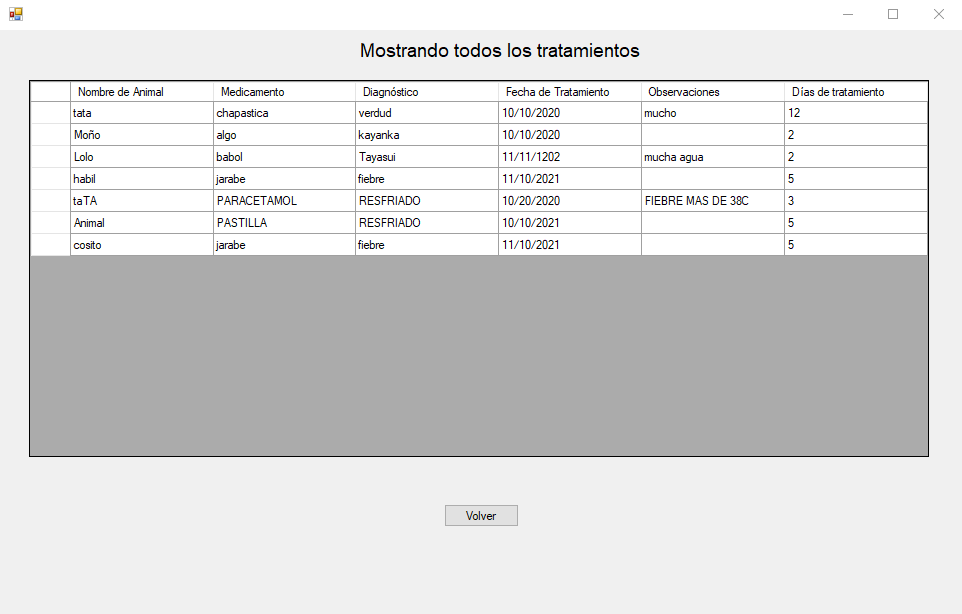 Mostrando todos los tratamientos
Nombre de Animal Medicamento Diagnóstico Fecha de Tratamiento Observaciones Días de tratamiento
tata chapastica verdud 10/10/2020 mucho 12
Moño algo kayanka 10/10/2020 2
Lolo babol Tayasui 11/11/1202 mucha agua 2
habil jarabe fiebre 11/10/2021 5
taTA PARACETAMOL RESFRIADO 10/20/2020 FIEBRE MAS DE 38C 3
Animal PASTILLA RESFRIADO 10/10/2021 5
cosito jarabe fiebre 11/10/2021 5
Volver